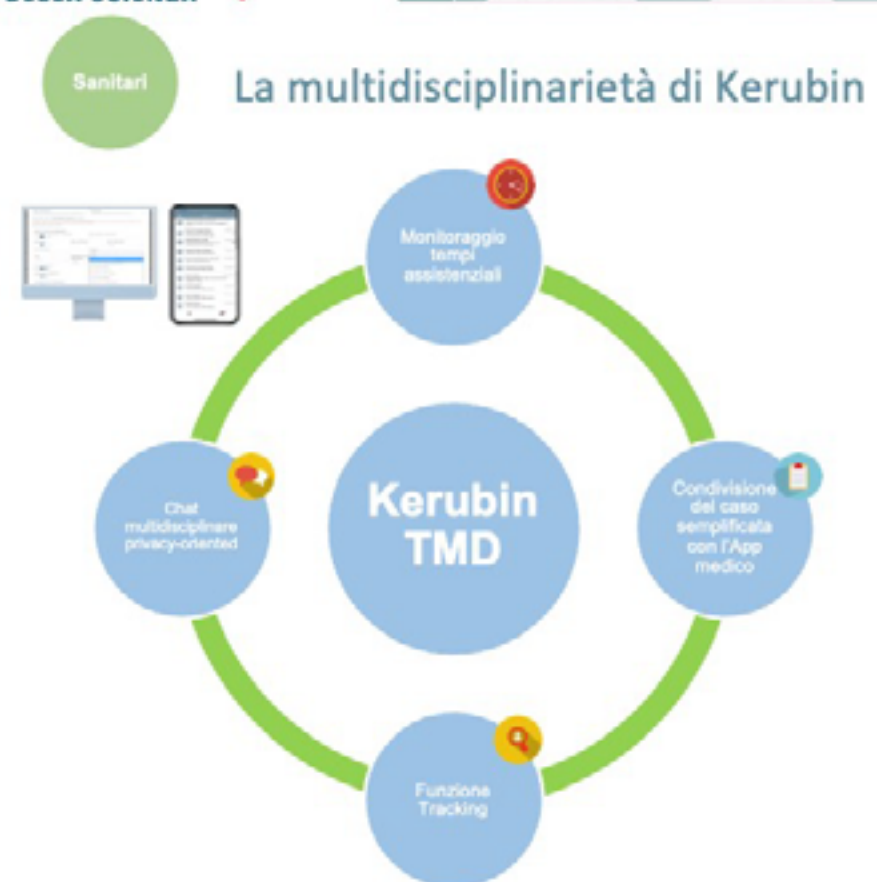 Sanitari
La multidisciplinarietà di Kerubin
Monitoraggio
tempi
assistenziali
Chat
multidisciplinare
privacy-oriented
Kerubin
TMD
Condivisione
del caso
semplificata
con l'App
medico
Funzione
Tracking